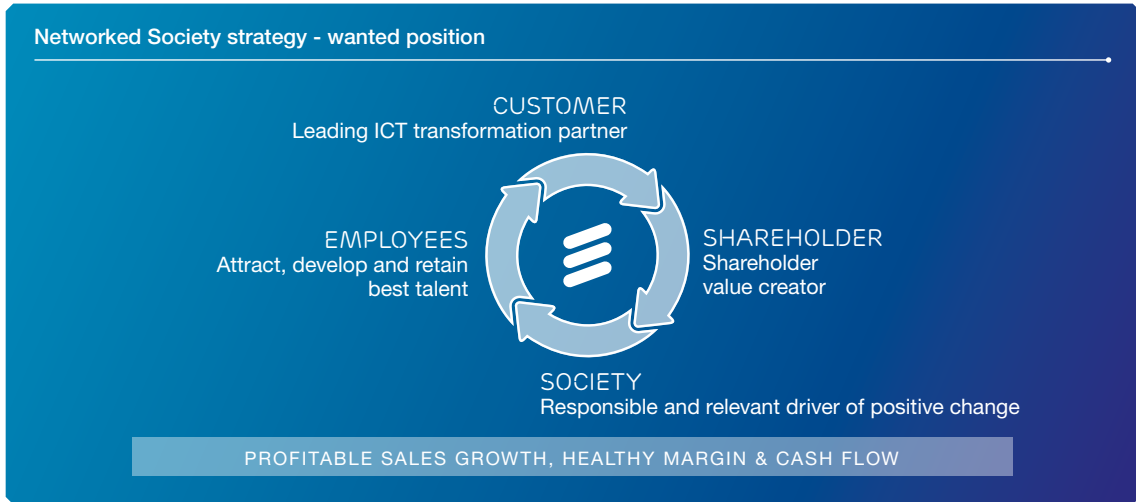 Networked Society strategy - wanted position
CUSTOMER
Leading ICT transformation partner
EMPLOYEES
Attract, develop and retain
best talent
SHAREHOLDER
Shareholder
value creator
SOCIETY
Responsible and relevant driver of positive change
PROFITABLE SALES GROWTH, HEALTHY MARGIN & CASH FLOW